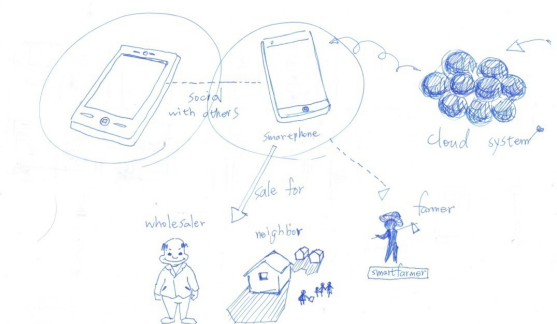 social
with others
smartphone
cloud system
sale for
wholesaler
neighbor
farmer
smartfarmer